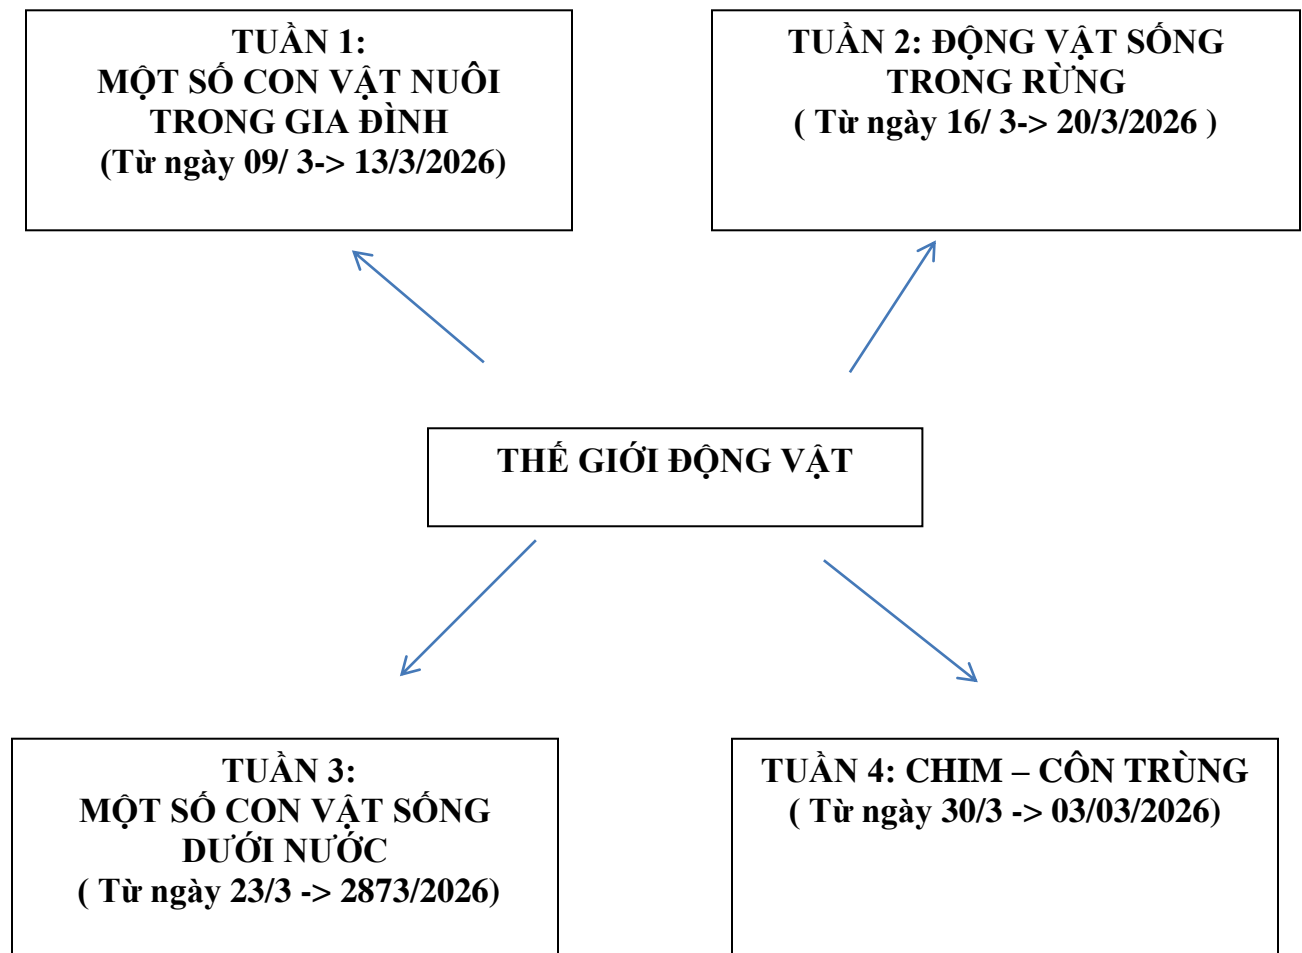 TUẦN 1:
MỘT SỐ CON VẬT NUÔI
TRONG GIA ĐÌNH
(Từ ngày 09/ 3-> 13/3/2026)
TUẦN 2: ĐỘNG VẬT SỐNG
TRONG RỪNG
( Từ ngày 16/ 3-> 20/3/2026 )
THẾ GIỚI ĐỘNG VẬT
TUẦN 3:
MỘT SỐ CON VẬT SỐNG
DƯỚI NƯỚC
( Từ ngày 23/3 -> 2873/2026)
TUẦN 4: CHIM – CÔN TRÙNG
( Từ ngày 30/3 -> 03/03/2026)